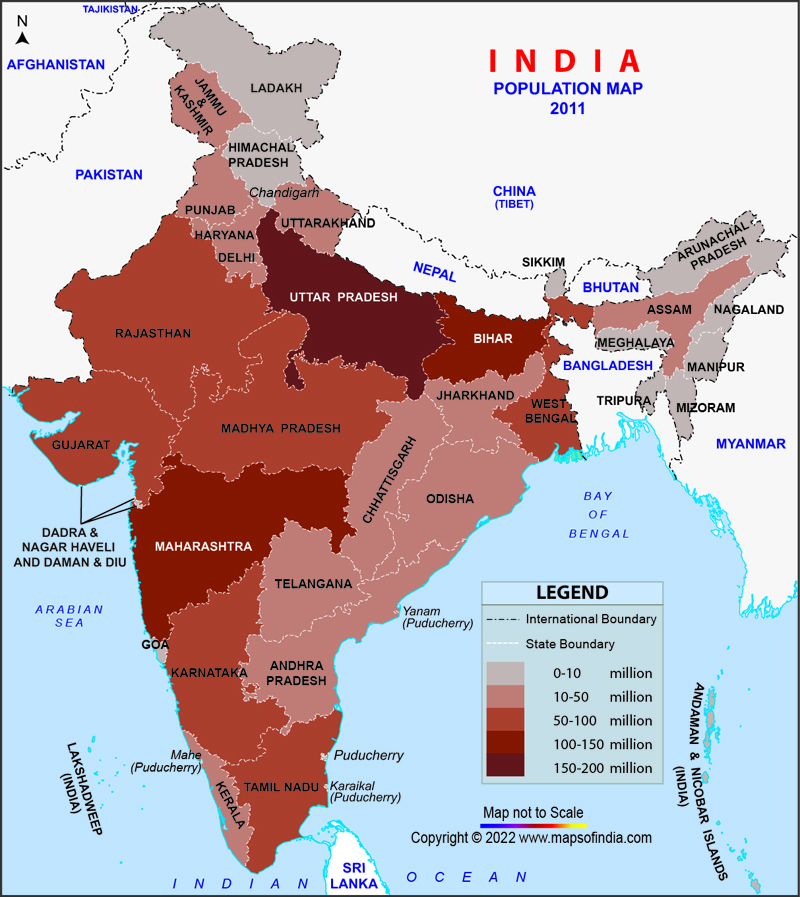 TAJIKISTAN
N
AFGHANISTAN
INDIA
POPULATION MAP
2011
LADAKH
JAMMU
&
KASHMIR
HIMACHAL
PRADESH
PAKISTAN
Chandigarh
CHINA
(TIBET)
PUNJAB
UTTARAKHAND
HARYANA
DELHI
ARUNACHAL
PRADESH
SIKKIM
NEPAL
BHUTAN
UTTAR PRADESH
ASSAM
NAGALAND
RAJASTHAN
BIHAR
MEGHALAYA
BANGLADESH
MANIPUR
JHARKHAND
TRIPURA
MIZORAM
WEST
BENGAL
MADHYA PRADESH
GUJARAT
MYANMAR
CHHATTISGARH
ODISHA
BAY
OF
BENGAL
DADRA &
NAGAR HAVELI
AND DAMAN & DIU
MAHARASHTRA
TELANGANA
ARABIAN
SEA
Yanam
(Puducherry)
GOA
KARNATAKA
ANDHRA
PRADESH
LEGEND
International Boundary
State Boundary
0-10 million
10-50 million
50-100 million
100-150 million
150-200 million
ANDAMAN & NICOBAR ISLANDS
(INDIA)
LAKSHADWEEP
(INDIA)
Mahe
(Puducherry)
Puducherry
KERALA
TAMIL NADU
Karaikal
(Puducherry)
Map not to Scale
Copyright © 2022 www.mapsofindia.com
SRI
LANKA
INDIAN OCEAN